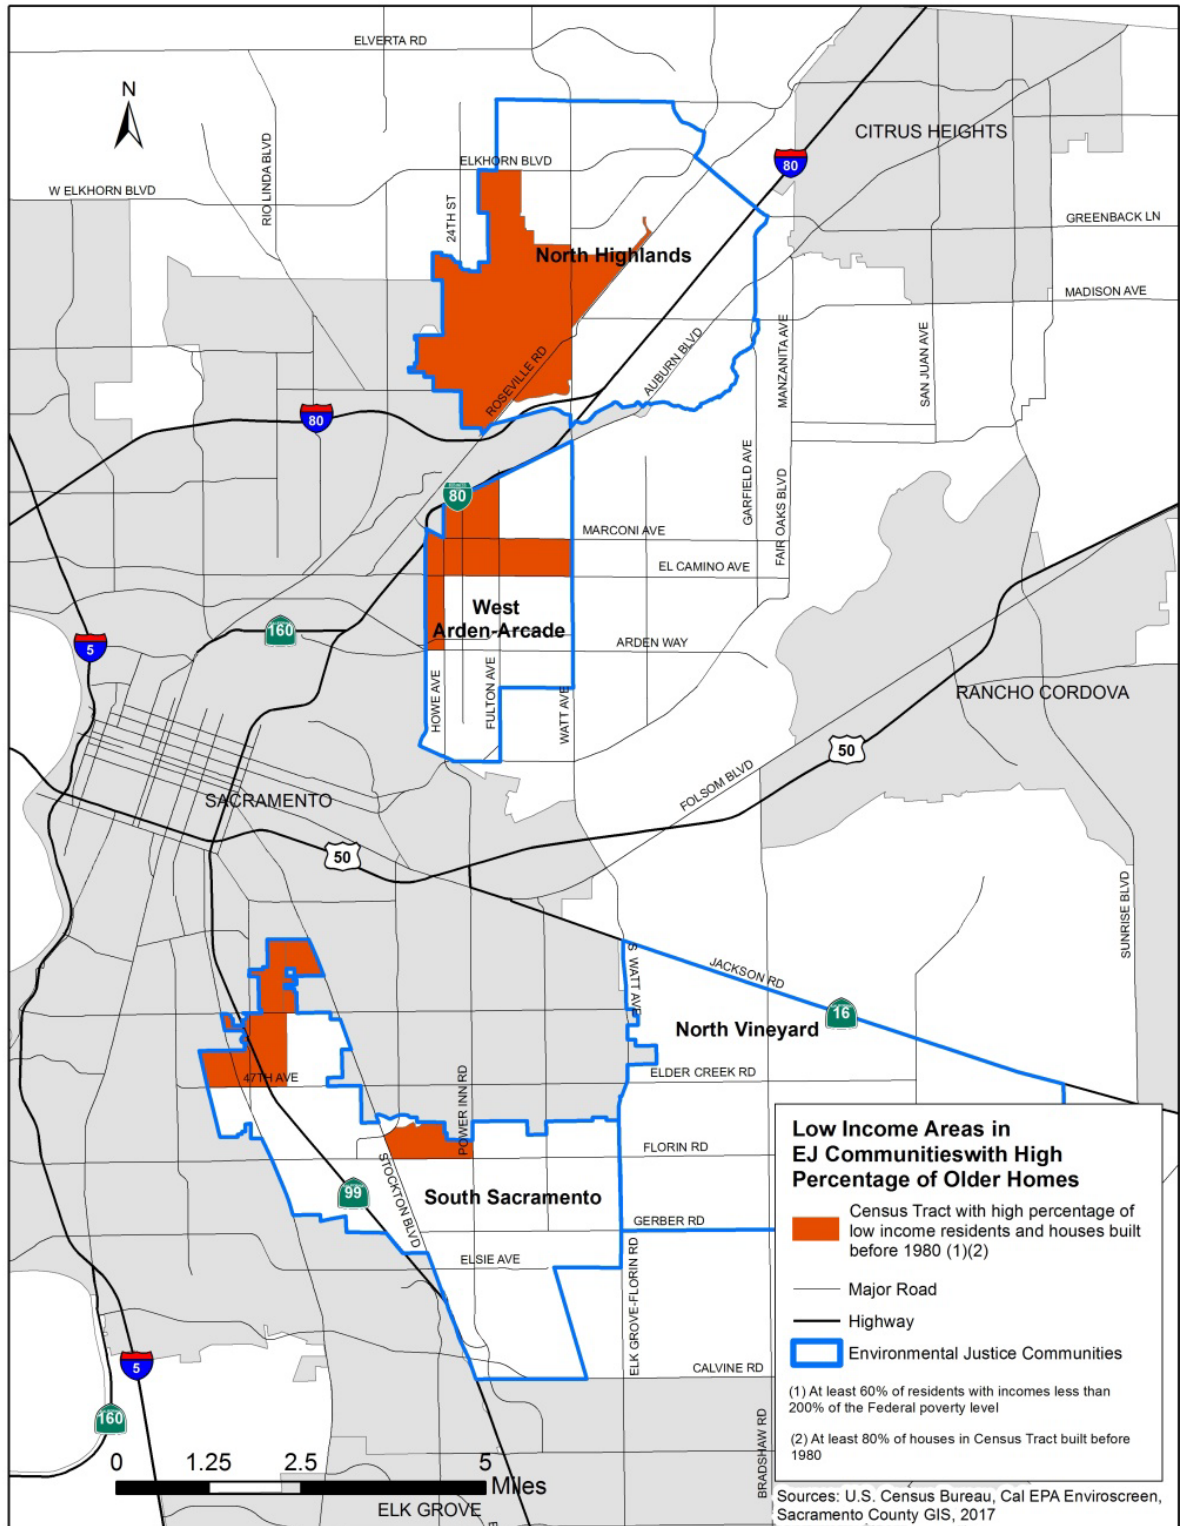 ELVERTA RD
N
CITRUS HEIGHTS
80
ELKHORN BLVD
W ELKHORN BLVD
RIO LINDA BLVD
24TH ST
GREENBACK LN
North Highlands
MADISON AVE
MANZANITA AVE
SAN JUAN AVE
ROSEVILLE RD
AUBURN BLVD
80
GARFIELD AVE
FAIR OAKS BLVD
80
MARCONI AVE
EL CAMINO AVE
West
Arden-Arcade
160
5
ARDEN WAY
HOWE AVE
FULTON AVE
WATT AVE
RANCHO CORDOVA
50
FOLSOM BLVD
SACRAMENTO
50
SUNRISE BLVD
S WATT AVE
JACKSON RD
16
North Vineyard
47TH AVE
POWER INN RD
ELDER CREEK RD
FLORIN RD
STOCKTON BLVD
99
South Sacramento
GERBER RD
ELSIE AVE
ELK GROVE-FLORIN RD
CALVINE RD
5
160
BRADSHAW RD
Low Income Areas in
EJ Communitieswith High
Percentage of Older Homes
Census Tract with high percentage of
low income residents and houses built
before 1980 (1)(2)
Major Road
Highway
Environmental Justice Communities
(1) At least 60% of residents with incomes less than
200% of the Federal poverty level
(2) At least 80% of houses in Census Tract built before
1980
0 1.25 2.5 5
Miles
ELK GROVE
Sources: U.S. Census Bureau, Cal EPA Enviroscreen,
Sacramento County GIS, 2017